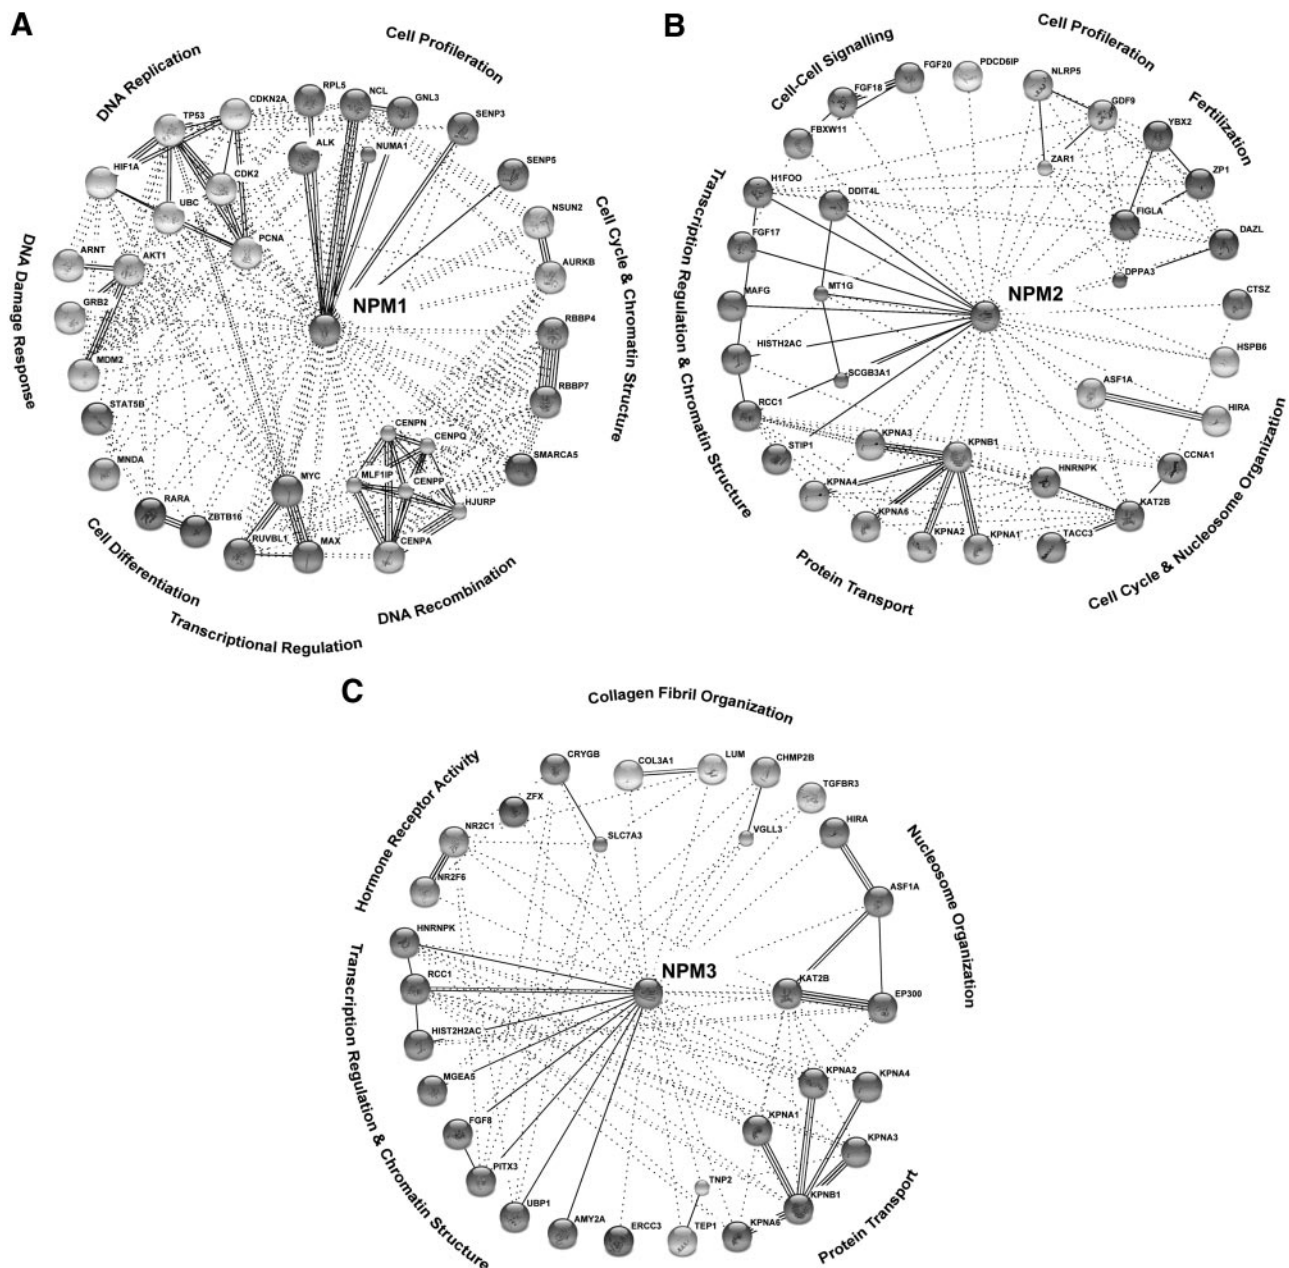 A
Cell Profileration
DNA Replication
CDKN2A
RPL5
NCL
GNL3
SENP3
TP53
ALK
NUMA1
SENP5
HIF1A
CDK2
UBC
NSUN2
PCNA
ARNT
AKT1
AURKB
Cell Cycle & Chromatin Structure
DNA Damage Response
NPM1
GRB2
RBBP4
MDM2
RBBP7
STAT5B
CENPN
CENPQ
SMARCA5
MNDA
MYC
MLF1IP
CENPP
HJURP
RARA
ZBTB16
RUVBL1
MAX
CENPA
Cell Differentiation
Transcriptional Regulation
DNA Recombination
B
Cell Profileration
Cell-Cell Signalling
FGF20
PDCD6IP
NLRP5
FGF18
GDF9
Fertilization
FBXW11
YBX2
ZAR1
ZP1
H1FOO
DDIT4L
FIGLA
DAZL
FGF17
DPPA3
MT1G
NPM2
CTSZ
MAFG
HISTH2AC
HSPB6
SCGB3A1
ASF1A
HIRA
RCC1
Transcription Regulation & Chromatin Structure
STIP1
KPNA3
KPNB1
CCNA1
HNRNPK
KPNA4
KAT2B
KPNA6
KPNA2
KPNA1
TACC3
Protein Transport
Cell Cycle & Nucleosome Organization
C
Collagen Fibril Organization
CRYGB
COL3A1
LUM
CHMP2B
Hormone Receptor Activity
TGFBR3
ZFX
HIRA
NR2C1
SLC7A3
VGLL3
Nucleosome Organization
NR2F6
ASF1A
HNRNPK
NPM3
RCC1
KAT2B
EP300
HIST2H2AC
MGEA5
KPNA2
KPNA4
FGF8
KPNA1
KPNA3
PITX3
TNP2
UBP1
KPNB1
AMY2A
ERCC3
TEP1
KPNA6
Transcription Regulation & Chromatin Structure
Protein Transport